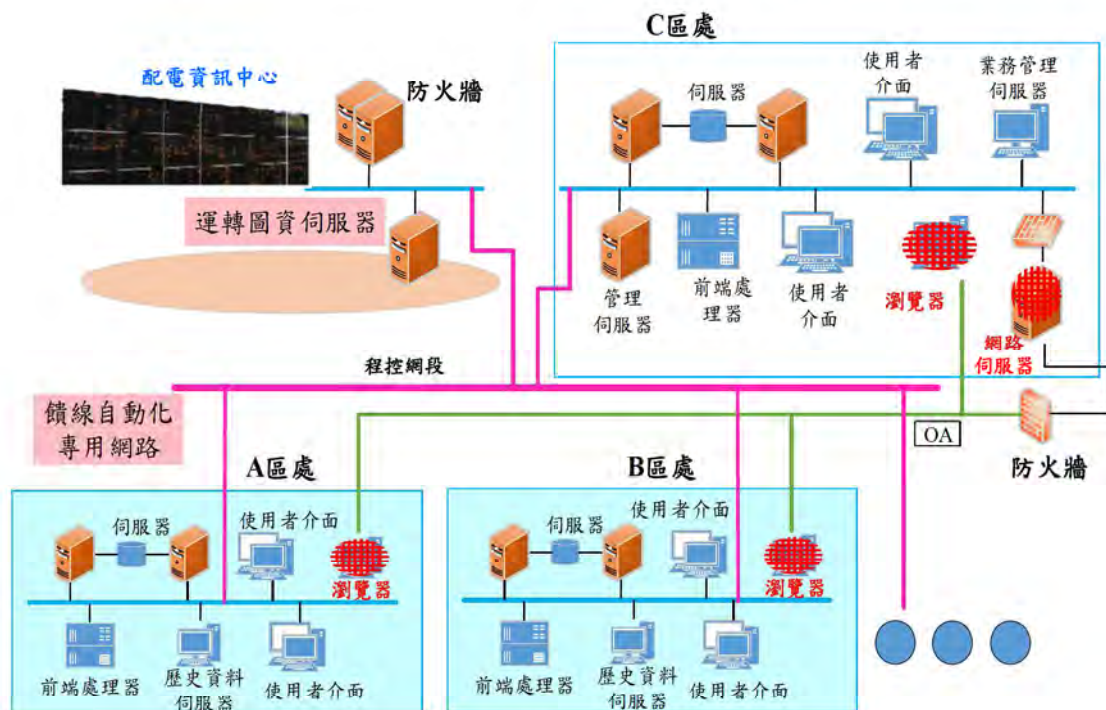 C區處
配電資訊中心
防火牆
運轉圖資伺服器
伺服器
使用者
介面
業務管理
伺服器
管理
伺服器
前端處
理器
使用者
介面
瀏覽器
網路
伺服器
程控網段
饋線自動化
專用網路
OA
防火牆
A區處
伺服器
使用者介面
瀏覽器
前端處理器
歷史資料
伺服器
使用者介面
B區處
伺服器
使用者介面
瀏覽器
前端處理器
歷史資料
伺服器
使用者介面